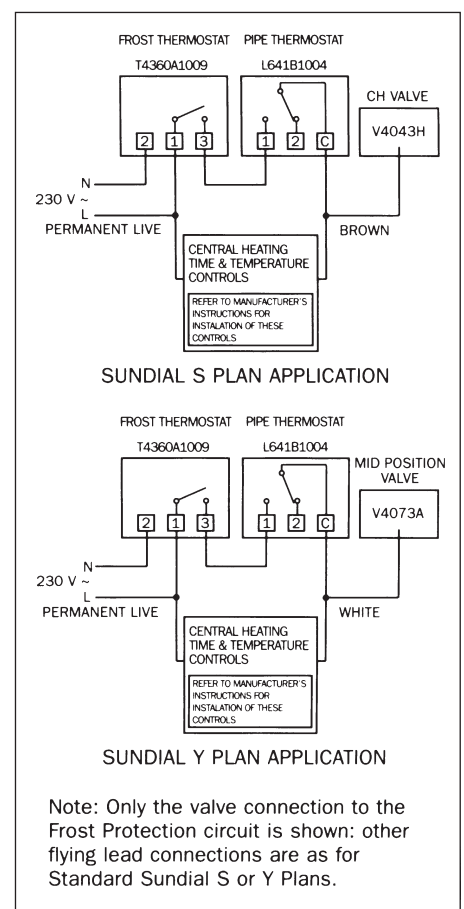 FROST THERMOSTAT PIPE THERMOSTAT
T4360A1009 L641B1004
CH VALVE
V4043H
2 1 3 1 2 C
N
230 V ~
L
PERMANENT LIVE
BROWN
CENTRAL HEATING
TIME & TEMPERATURE
CONTROLS
REFER TO MANUFACTURER'S
INSTRUCTIONS FOR
INSTALATION OF THESE
CONTROLS
SUNDIAL S PLAN APPLICATION
FROST THERMOSTAT PIPE THERMOSTAT
T4360A1009 L641B1004
MID POSITION
VALVE
V4073A
2 1 3 1 2 C
N
230 V ~
L
PERMANENT LIVE
WHITE
CENTRAL HEATING
TIME & TEMPERATURE
CONTROLS
REFER TO MANUFACTURER'S
INSTRUCTIONS FOR
INSTALATION OF THESE
CONTROLS
SUNDIAL Y PLAN APPLICATION
Note: Only the valve connection to the
Frost Protection circuit is shown: other
flying lead connections are as for
Standard Sundial S or Y Plans.